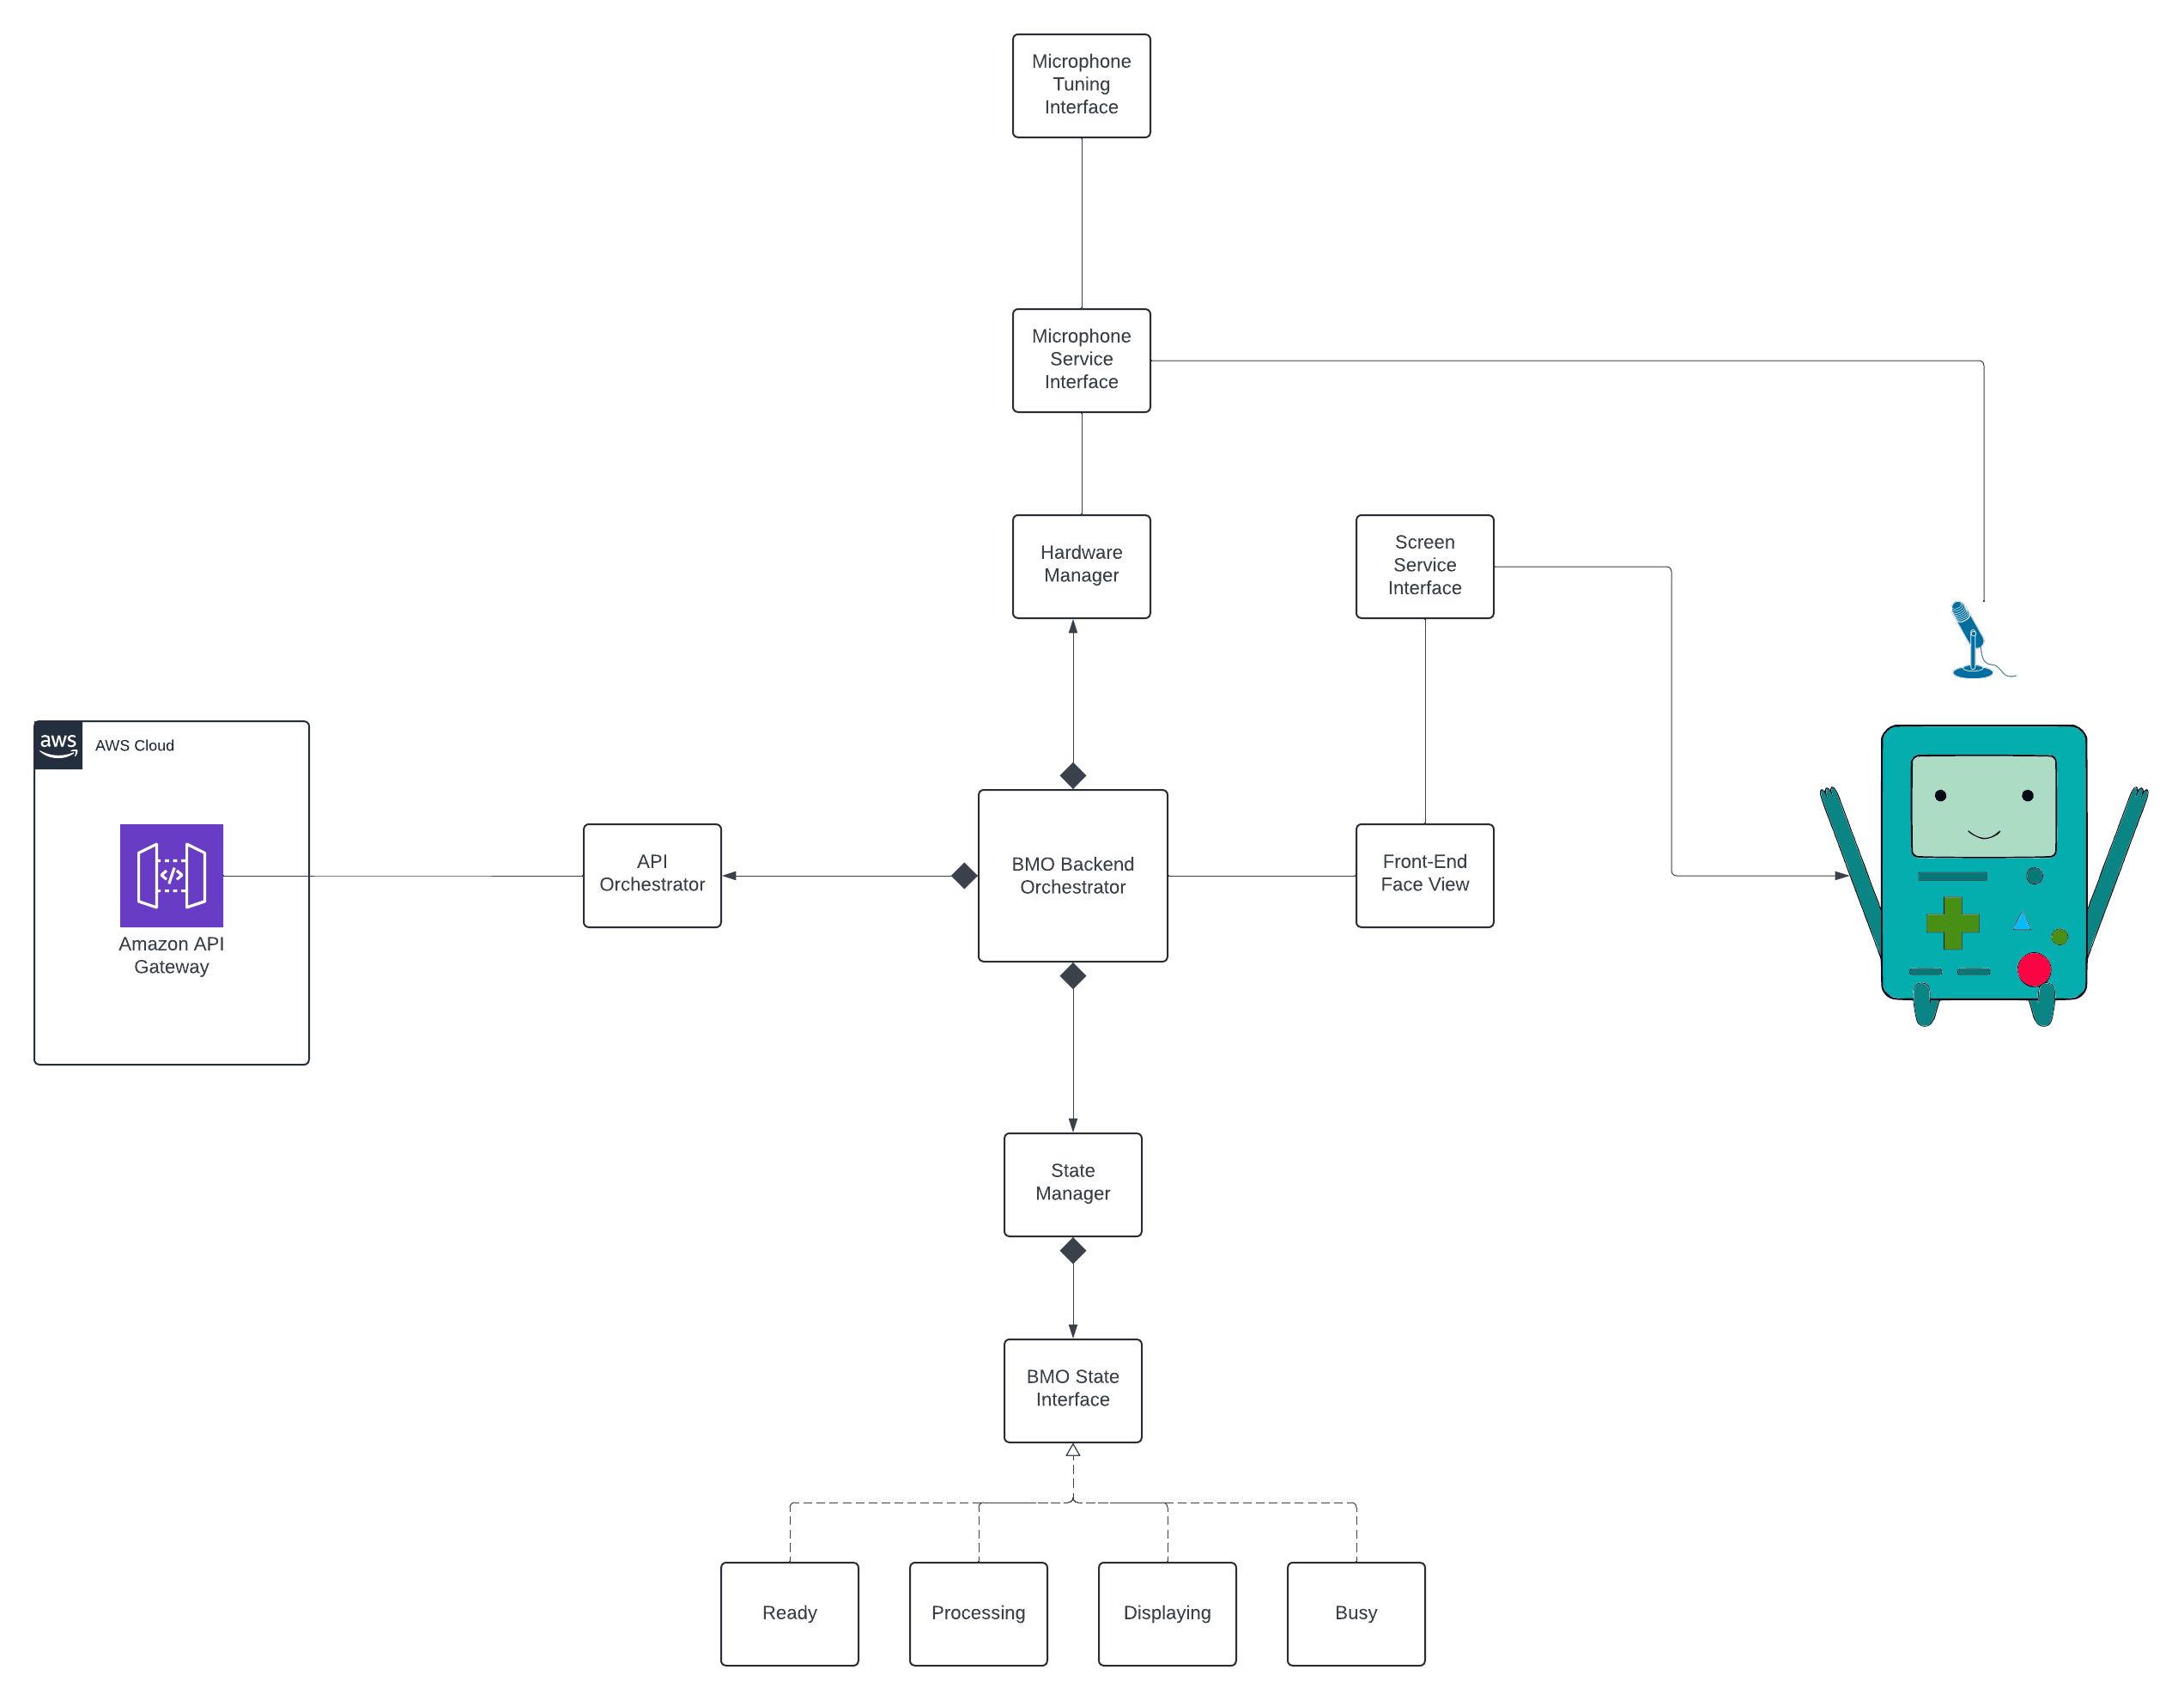 Microphone
Tuning
Interface
Microphone
Service
Interface
Hardware
Manager
Screen
Service
Interface
aws
AWS Cloud
Amazon API
Gateway
API
Orchestrator
BMO Backend
Orchestrator
Front-End
Face View
State
Manager
BMO State
Interface
Ready
Processing
Displaying
Busy